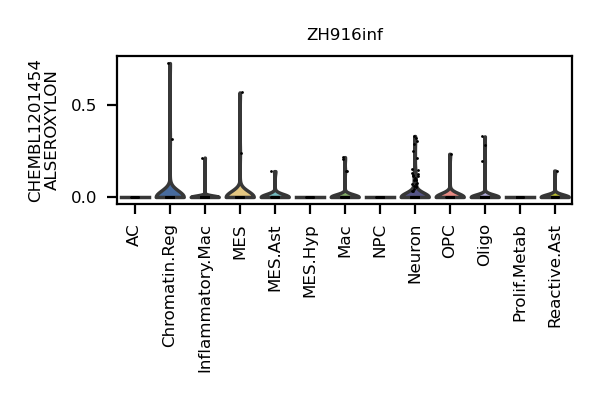 ZH916inf
CHEMBL1201454
ALSEROXYLON
0.5
0.0
AC
Chromatin.Reg
Inflammatory.Mac
MES
MES.Ast
MES.Hyp
Mac
NPC
Neuron
OPC
Oligo
Prolif.Metab
Reactive.Ast